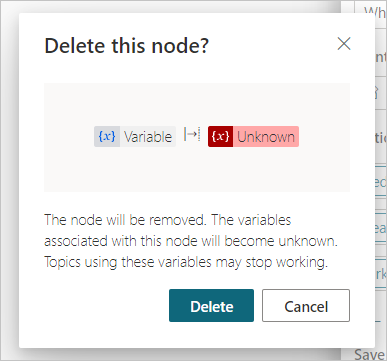 Delete this node?
{x} Variable {x} Unknown
The node will be removed. The variables
associated with this node will become unknown.
Topics using these variables may stop working.
Delete Cancel
Save